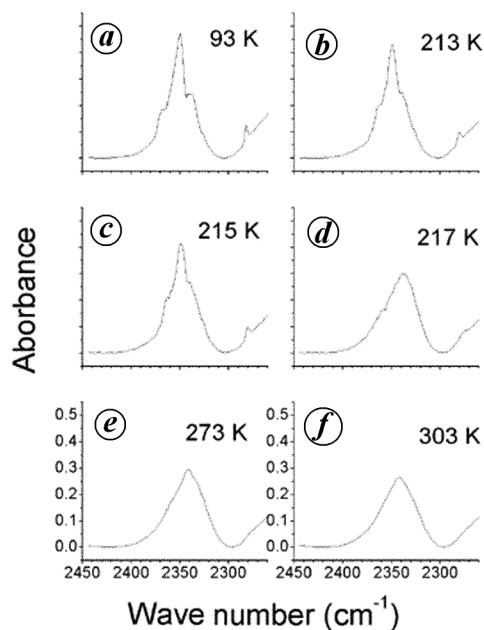 a 93 K
b 213 K
c 215 K
d 217 K
e 273 K
f 303 K
Aborbance
0.5
0.4
0.3
0.2
0.1
0.0
0.5
0.4
0.3
0.2
0.1
0.0
2450 2400 2350 2300
2450 2400 2350 2300
Wave number (cm⁻¹)